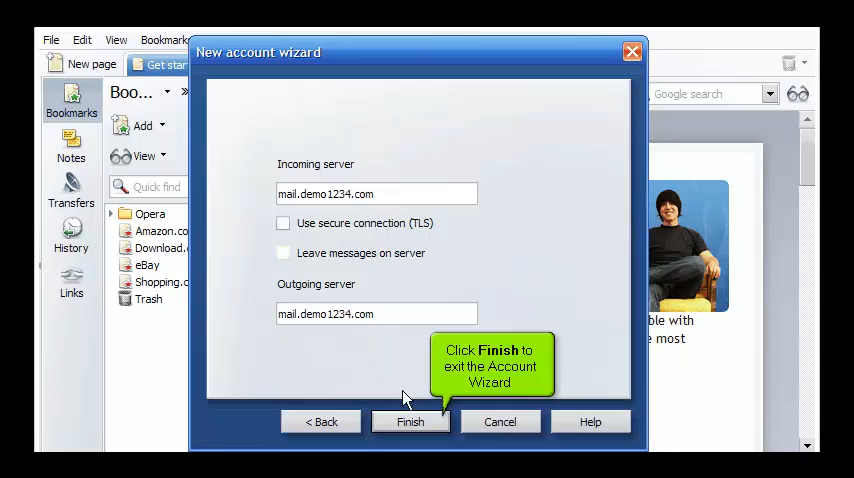 File Edit View Bookmarks
New account wizard
New page
Get star
Boo...
Google search
Bookmarks
Add
Notes
View
Transfers
Quick find
History
Links
Opera
Amazon.co
Download.
eBay
Shopping.c
Trash
Incoming server
mail.demo1234.com
Use secure connection (TLS)
Leave messages on server
Outgoing server
mail.demo1234.com
Click Finish to
exit the Account
Wizard
< Back Finish Cancel Help
ble with
e most